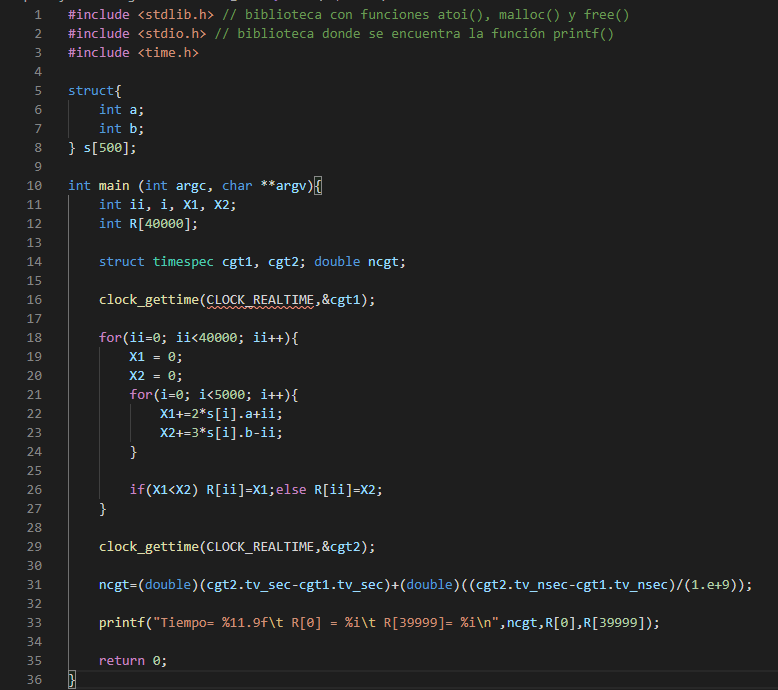 1 #include <stdlib.h> // biblioteca con funciones atoi(), malloc() y free()
2 #include <stdio.h> // biblioteca donde se encuentra la función printf()
3 #include <time.h>
4
5 struct{
6     int a;
7     int b;
8 } s[500];
9
10 int main (int argc, char **argv){
11     int ii, i, X1, X2;
12     int R[40000];
13
14     struct timespec cgt1, cgt2; double ncgt;
15
16     clock_gettime(CLOCK_REALTIME,&cgt1);
17
18     for(ii=0; ii<40000; ii++){
19         X1 = 0;
20         X2 = 0;
21         for(i=0; i<5000; i++){
22             X1+=2*s[i].a+ii;
23             X2+=3*s[i].b-ii;
24         }
25
26         if(X1<X2) R[ii]=X1;else R[ii]=X2;
27     }
28
29     clock_gettime(CLOCK_REALTIME,&cgt2);
30
31     ncgt=(double)(cgt2.tv_sec-cgt1.tv_sec)+(double)((cgt2.tv_nsec-cgt1.tv_nsec)/(1.e+9));
32
33     printf("Tiempo= %11.9f\t R[0] = %i\t R[39999]= %i\n",ncgt,R[0],R[39999]);
34
35     return 0;
36 }